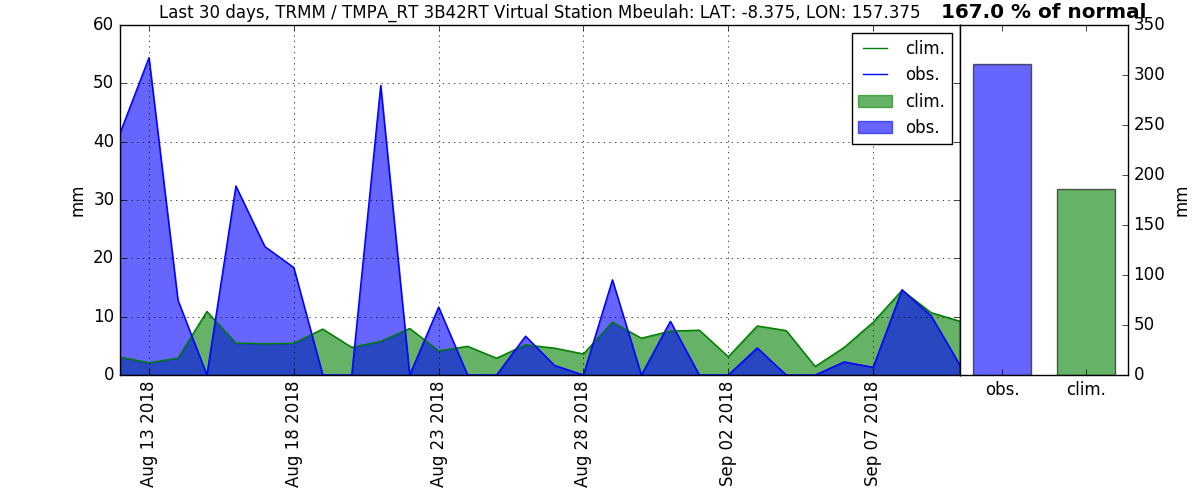 Last 30 days, TRMM / TMPA_RT 3B42RT Virtual Station Mbeulah: LAT: -8.375, LON: 157.375
167.0 % of normal
60
50
40
30
20
10
0
mm
clim.
obs.
clim.
obs.
Aug 13 2018
Aug 18 2018
Aug 23 2018
Aug 28 2018
Sep 02 2018
Sep 07 2018
350
300
250
200
150
100
50
0
mm
obs.
clim.